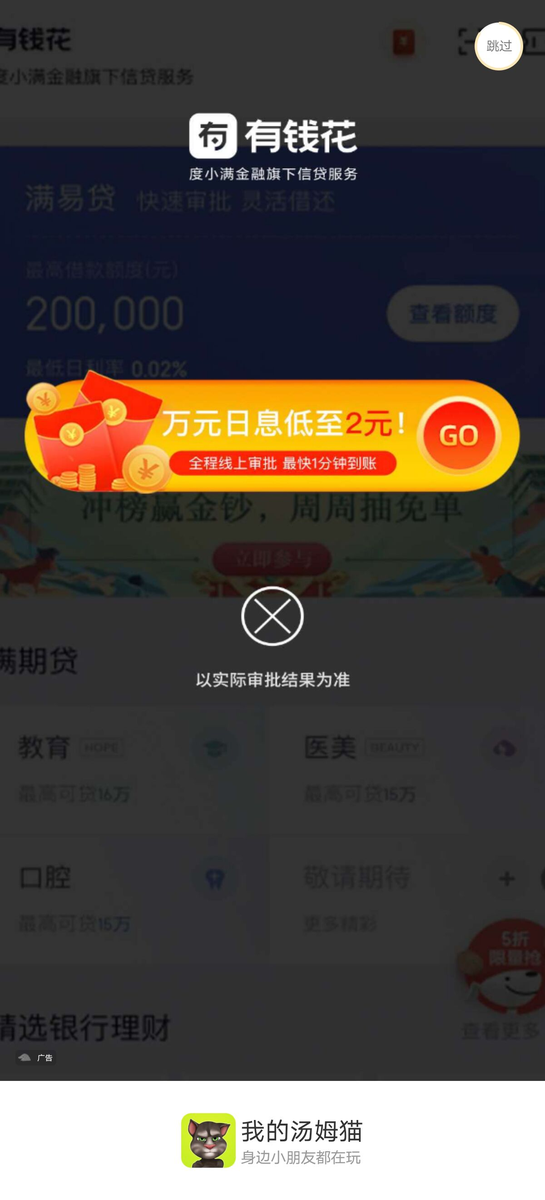 有钱花
跳过
度小满金融旗下信贷服务
有钱花
度小满金融旗下信贷服务
满易贷 快速审批 灵活借还
最高借款额度(元)
200,000
查看额度
最低日利率 0.02%
万元日息低至2元!
GO
全程线上审批 最快1分钟到账
冲榜赢金钞，周周抽免单
立即参与
以实际审批结果为准
满期贷
教育 HOPE
医美 BEAUTY
最高可贷16万
最高可贷15万
口腔
敬请期待
最高可贷15万
更多精彩
5折
限量抢
精选银行理财
查看更多
广告
我的汤姆猫
身边小朋友都在玩